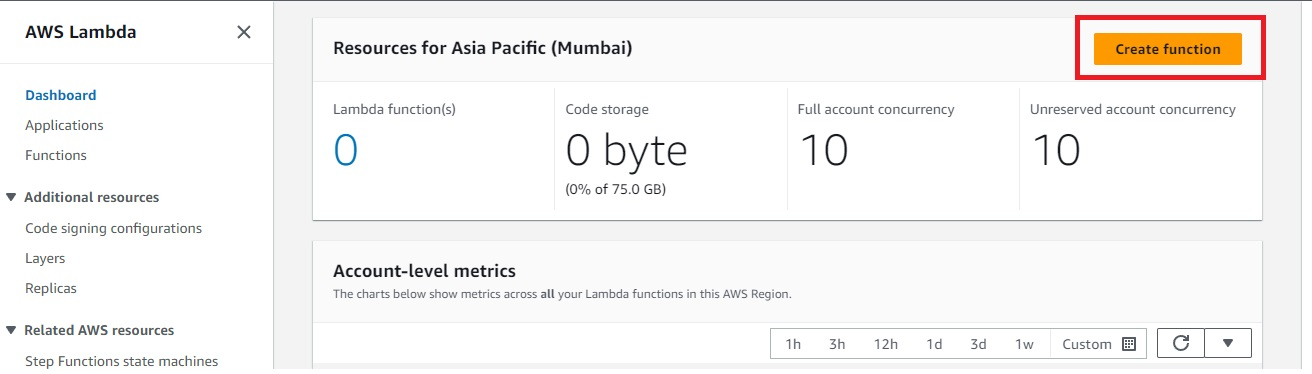 AWS Lambda
Dashboard
Applications
Functions
Additional resources
Code signing configurations
Layers
Replicas
Related AWS resources
Step Functions state machines
Resources for Asia Pacific (Mumbai)
Create function
Lambda function(s)
0
Code storage
0 byte
(0% of 75.0 GB)
Full account concurrency
10
Unreserved account concurrency
10
Account-level metrics
The charts below show metrics across all your Lambda functions in this AWS Region.
1h 3h 12h 1d 3d 1w Custom